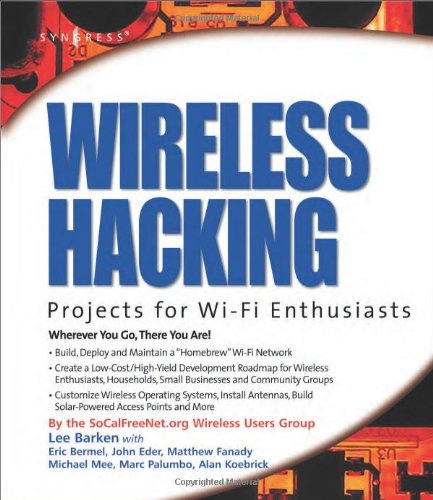 SYNGRESS®
WIRELESS
HACKING
Projects for Wi-Fi Enthusiasts
Wherever You Go, There You Are!
• Build, Deploy and Maintain a "Homebrew" Wi-Fi Network
• Create a Low-Cost/High-Yield Development Roadmap for Wireless
Enthusiasts, Households, Small Businesses and Community Groups
• Customize Wireless Operating Systems, Install Antennas, Build
Solar-Powered Access Points and More
By the SoCalFreeNet.org Wireless Users Group
Lee Barken with
Eric Bermel, John Eder, Matthew Fanady
Michael Mee, Marc Palumbo, Alan Koebrick
Copyrighted Material